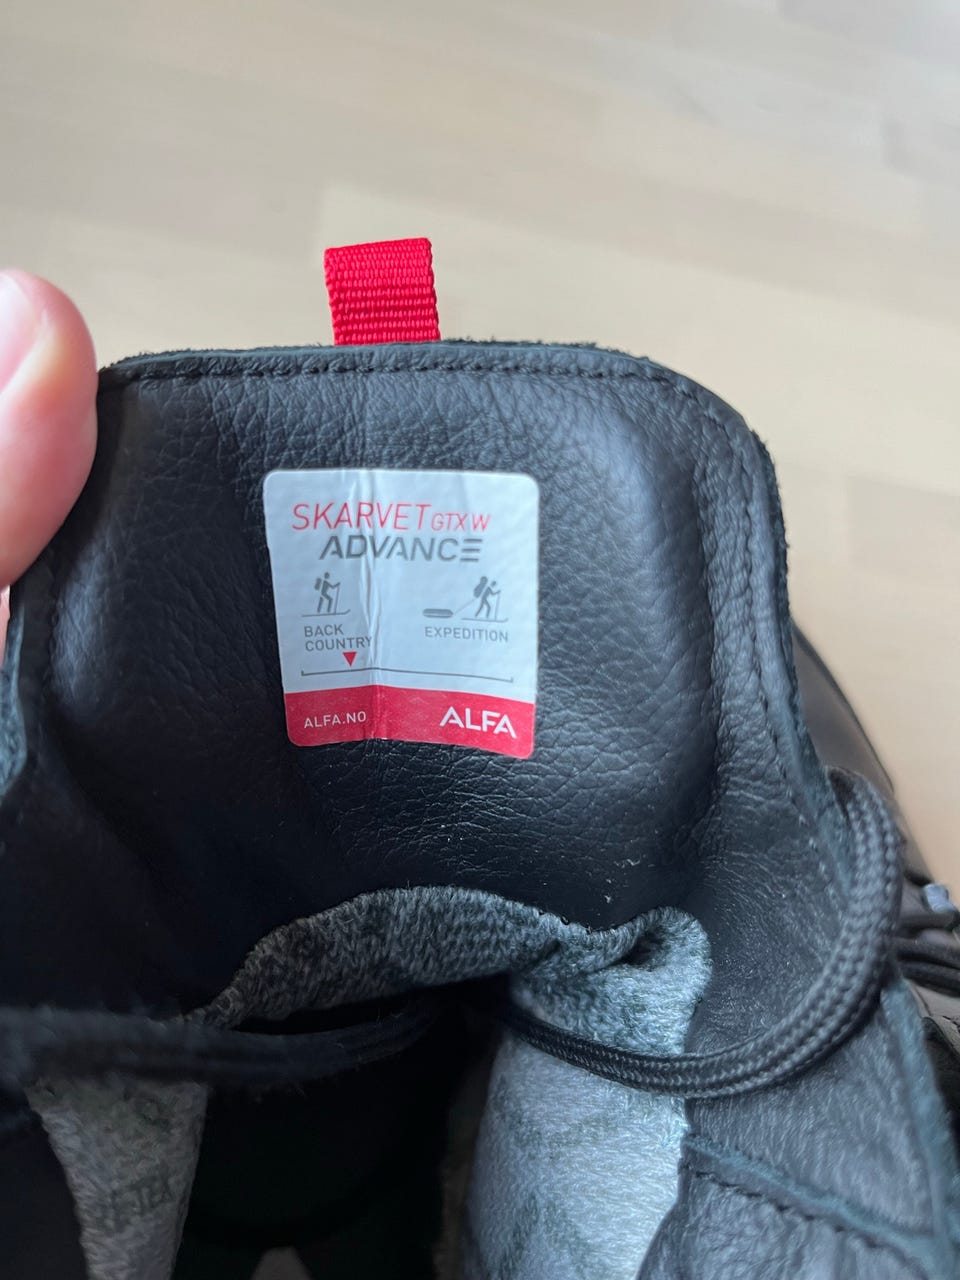 SKARVET GTX W
ADVANCE
BACK
COUNTRY
EXPEDITION
ALFA.NO
ALFA